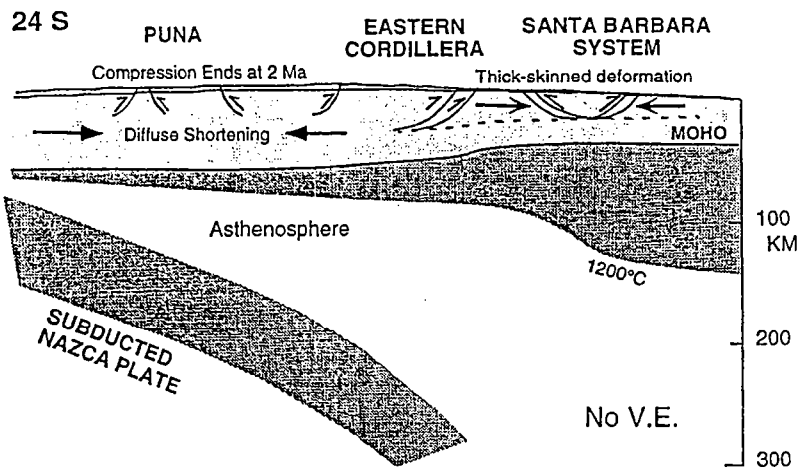 24 S
PUNA
EASTERN
CORDILLERA
SANTA BARBARA
SYSTEM
Compression Ends at 2 Ma
Thick-skinned deformation
Diffuse Shortening
MOHO
Asthenosphere
100
KM
1200°C
SUBDUCTED
NAZCA PLATE
200
No V.E.
300